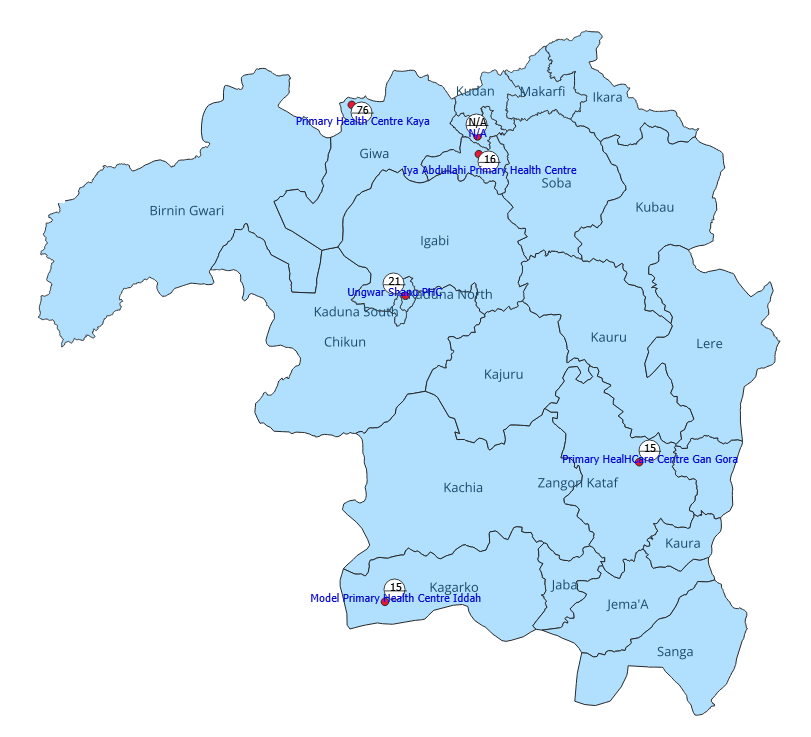 Kudan
Makarfi
Ikara
76
Primary Health Centre Kaya
N/A
N/A
Giwa
16
Iya Abdullahi Primary Health Centre
Soba
Birnin Gwari
Kubau
Igabi
21
Ungwar Shanu PHC
Kaduna North
Kaduna South
Chikun
Kauru
Lere
Kajuru
15
Primary HealHCare Centre Gan Gora
Zangon Kataf
Kachia
Kaura
15
Kagarko
Model Primary Health Centre Iddah
Jaba
Jema'A
Sanga